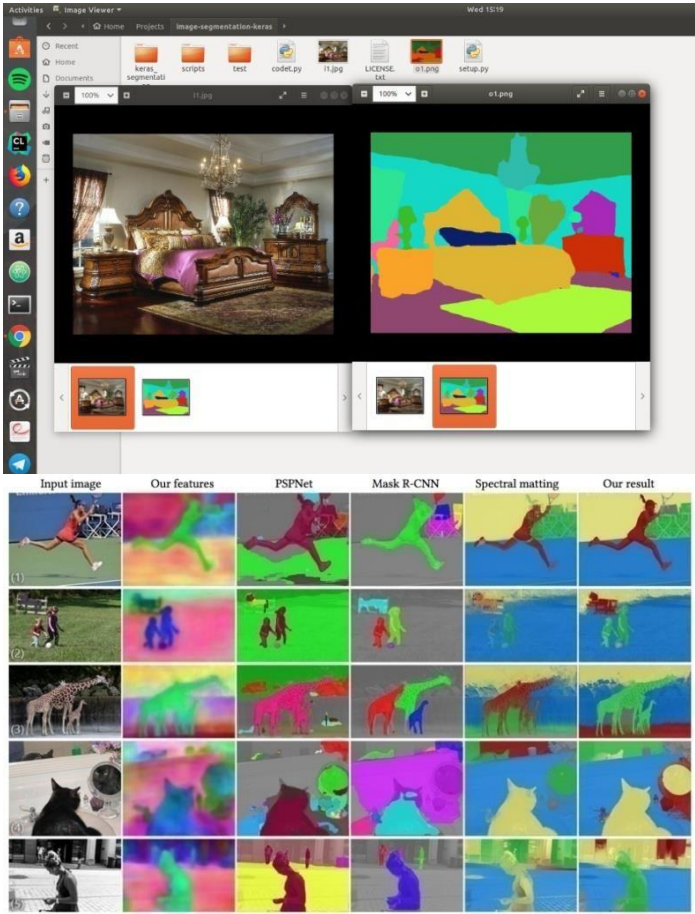 Activities Image Viewer ▾ Wed 15:19
Home Projects image-segmentation-keras
Recent
Home
Documents
keras_segmentati scripts test codet.py i1.jpg LICENSE.txt o1.png setup.py
100% i1.jpg
100% o1.png
CL
a
Input image Our features PSPNet Mask R-CNN Spectral matting Our result
(1)
(2)
(3)
(4)
(5)